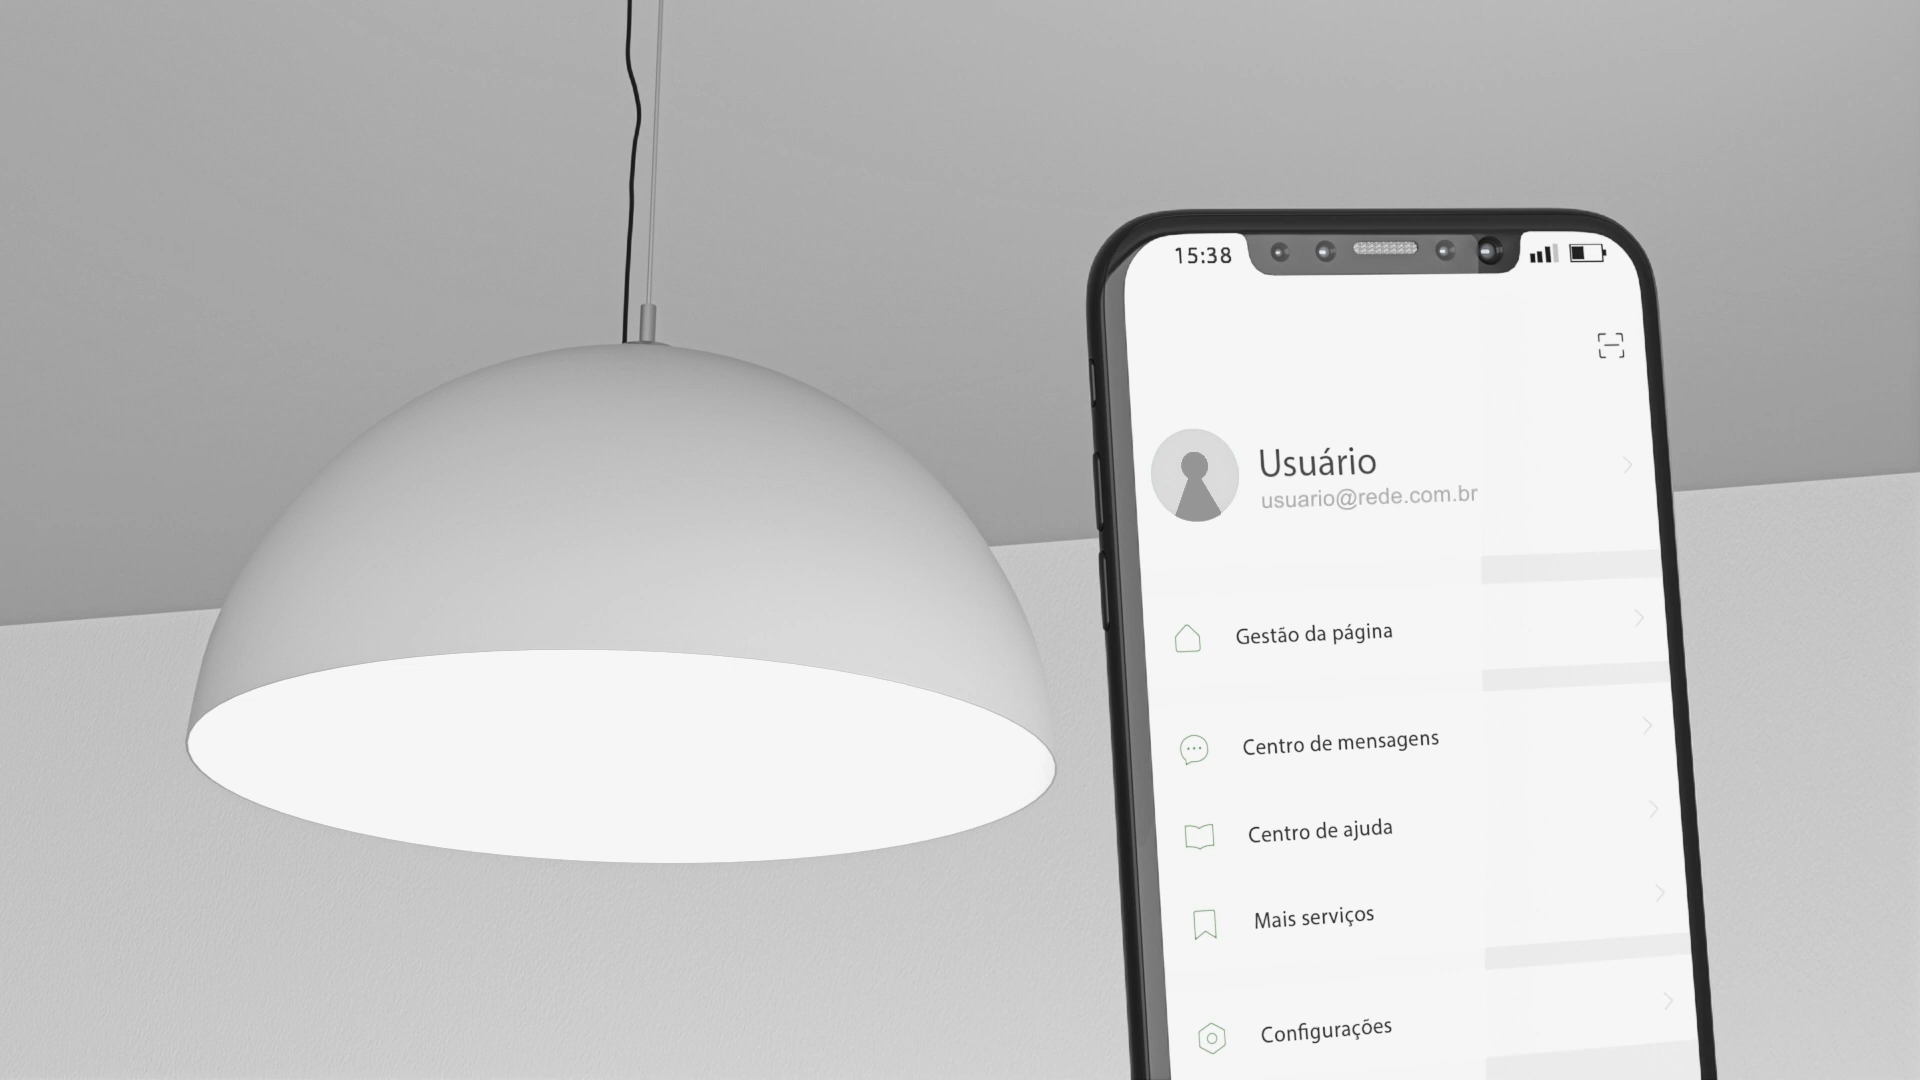 15:38
Usuário
usuario@rede.com.br
Gestão da página
Centro de mensagens
Centro de ajuda
Mais serviços
Configurações